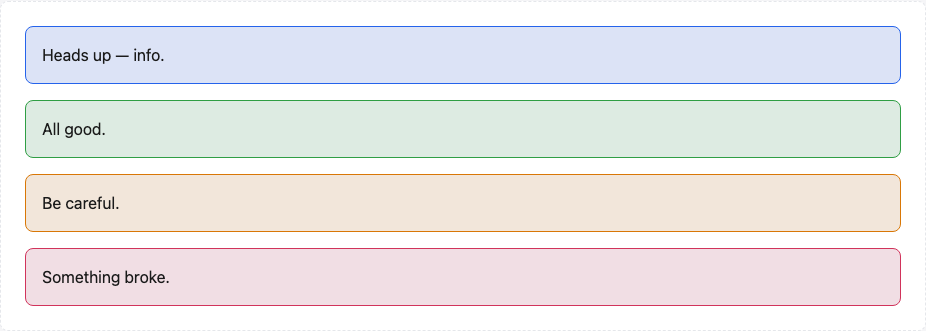 Heads up — info.
All good.
Be careful.
Something broke.